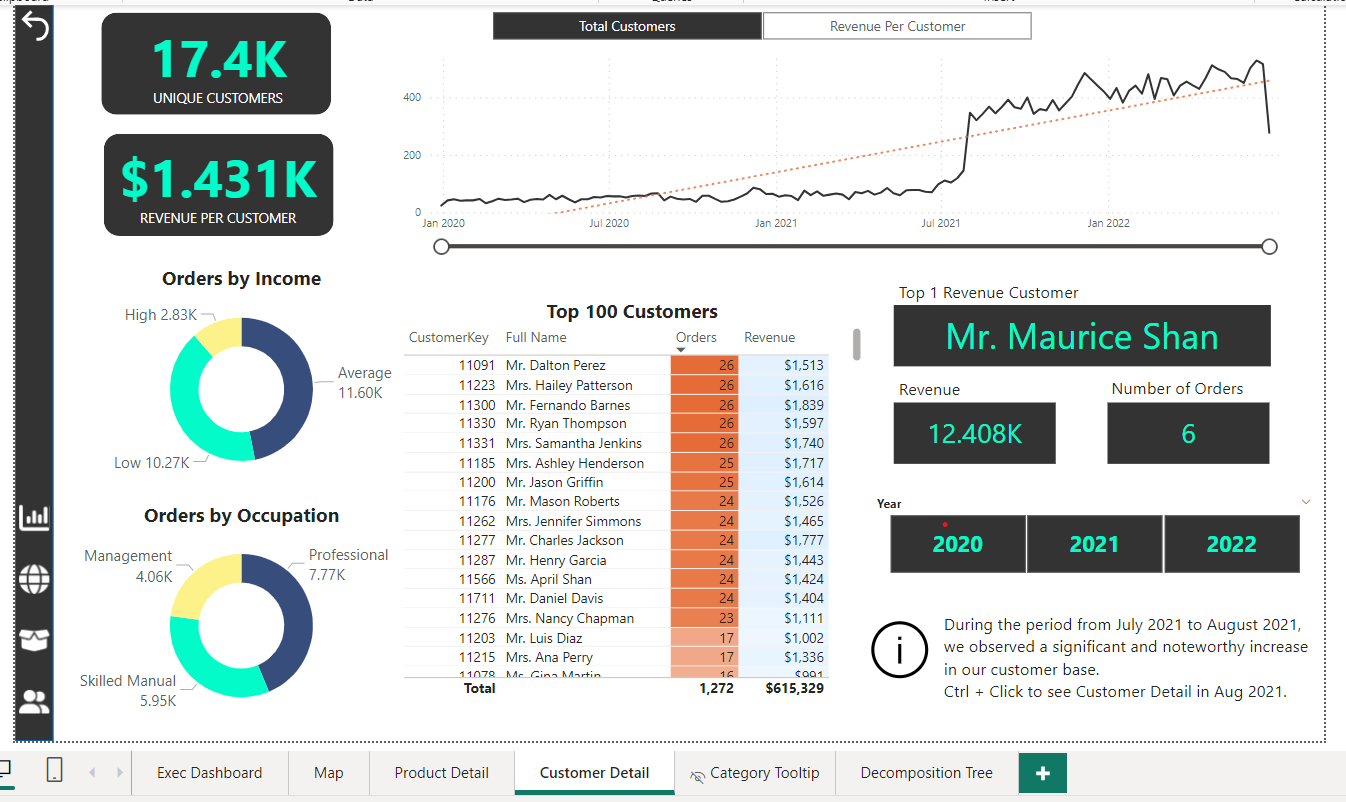 17.4K
UNIQUE CUSTOMERS
$1.431K
REVENUE PER CUSTOMER
Total Customers
Revenue Per Customer
400
200
0
Jan 2020
Jul 2020
Jan 2021
Jul 2021
Jan 2022
Orders by Income
High 2.83K
Average
11.60K
Low 10.27K
Orders by Occupation
Management
4.06K
Professional
7.77K
Skilled Manual
5.95K
Top 100 Customers
CustomerKey Full Name Orders Revenue
11091 Mr. Dalton Perez 26 $1,513
11223 Mrs. Hailey Patterson 26 $1,616
11300 Mr. Fernando Barnes 26 $1,839
11330 Mr. Ryan Thompson 26 $1,597
11331 Mrs. Samantha Jenkins 26 $1,740
11185 Mrs. Ashley Henderson 25 $1,717
11200 Mr. Jason Griffin 25 $1,614
11176 Mr. Mason Roberts 24 $1,526
11262 Mrs. Jennifer Simmons 24 $1,465
11277 Mr. Charles Jackson 24 $1,777
11287 Mr. Henry Garcia 24 $1,443
11566 Ms. April Shan 24 $1,424
11711 Mr. Daniel Davis 24 $1,404
11276 Mrs. Nancy Chapman 23 $1,111
11203 Mr. Luis Diaz 17 $1,002
11215 Mrs. Ana Perry 17 $1,336
11078 Ms. Gina Martin 16 $991
Total 1,272 $615,329
Top 1 Revenue Customer
Mr. Maurice Shan
Revenue
12.408K
Number of Orders
6
Year
2020
2021
2022
During the period from July 2021 to August 2021,
we observed a significant and noteworthy increase
in our customer base.
Ctrl + Click to see Customer Detail in Aug 2021.
Exec Dashboard
Map
Product Detail
Customer Detail
Category Tooltip
Decomposition Tree